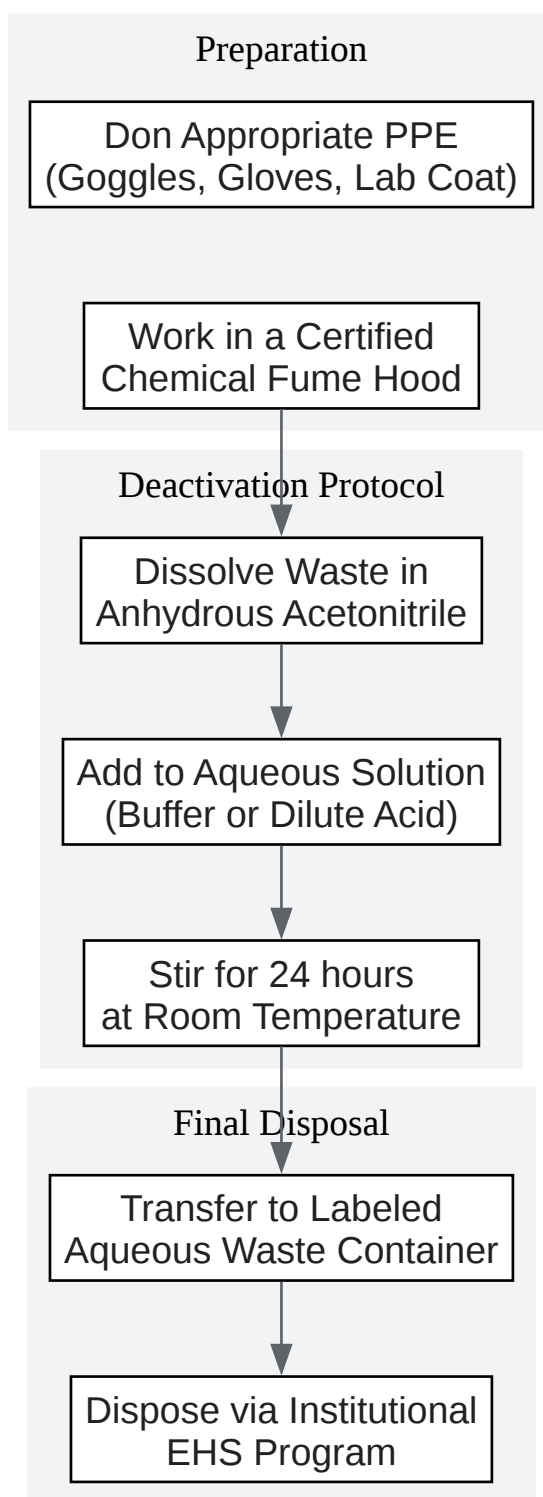 Preparation
Don Appropriate PPE
(Goggles, Gloves, Lab Coat)
Work in a Certified
Chemical Fume Hood
Deactivation Protocol
Dissolve Waste in
Anhydrous Acetonitrile
Add to Aqueous Solution
(Buffer or Dilute Acid)
Stir for 24 hours
at Room Temperature
Final Disposal
Transfer to Labeled
Aqueous Waste Container
Dispose via Institutional
EHS Program